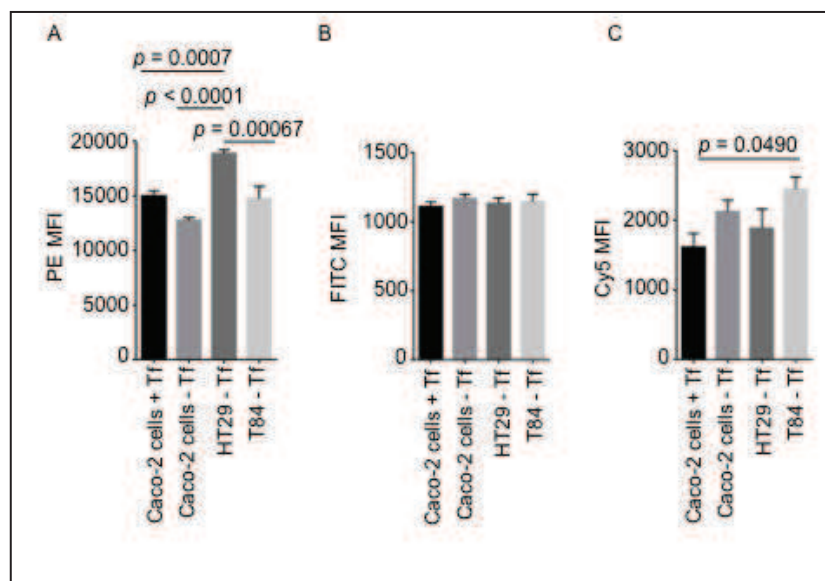 A
p = 0.0007
p < 0.0001
p = 0.00067
20000
15000
10000
5000
0
PE MFI
Caco-2 cells + Tf
Caco-2 cells - Tf
HT29 - Tf
T84 - Tf
B
1500
1000
500
0
FITC MFI
Caco-2 cells + Tf
Caco-2 cells - Tf
HT29 - Tf
T84 - Tf
C
p = 0.0490
3000
2000
1000
0
Cy5 MFI
Caco-2 cells + Tf
Caco-2 cells - Tf
HT29 - Tf
T84 - Tf